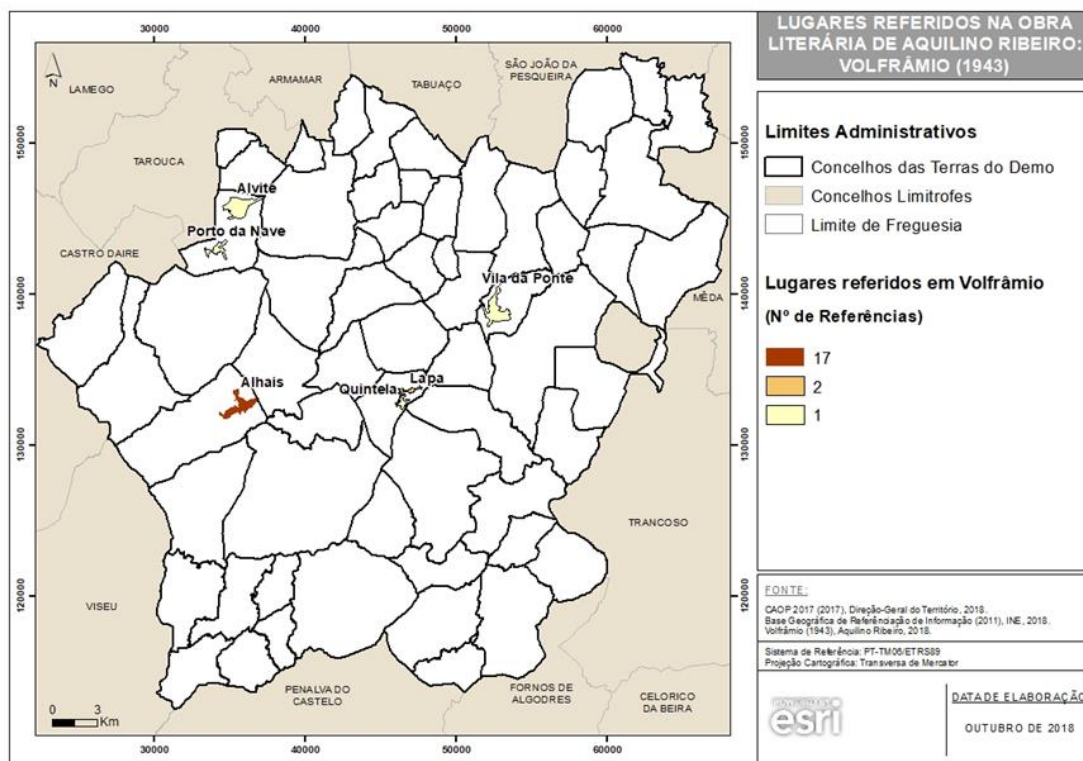 LUGARES REFERIDOS NA OBRA
LITERÁRIA DE AQUILINO RIBEIRO:
VOLFRÂMIO (1943)
Limites Administrativos
Concelhos das Terras do Demo
Concelhos Limitrofes
Limite de Freguesia
Lugares referidos em Volfrâmio
(Nº de Referências)
17
2
1
FONTE:
CAOP 2017 (2017), Direção-Geral do Território, 2018.
Base Geográfica de Referenciação de Informação (2011), INE, 2018.
Volfrâmio (1943), Aquilino Ribeiro, 2018.
Sistema de Referência: PT-TM06/ETRS89
Projeção Cartográfica: Transversa de Mercator
esri
DATA DE ELABORAÇÃO
OUTUBRO DE 2018
30000
40000
50000
60000
N
LAMEGO
ARMAMAR
TABUAÇO
SÃO JOÃO DA
PESQUEIRA
150000
150000
TAROUCA
Alvite
Porto da Nave
CASTRO DAIRE
Vila da Ponte
140000
140000
MÊDA
Alhais
Quintela
Lapa
130000
130000
TRANCOSO
120000
120000
VISEU
PENALVA DO
CASTELO
FORNOS DE
ALGODRES
CELORICO
DA BEIRA
0 3
Km
30000
40000
50000
60000